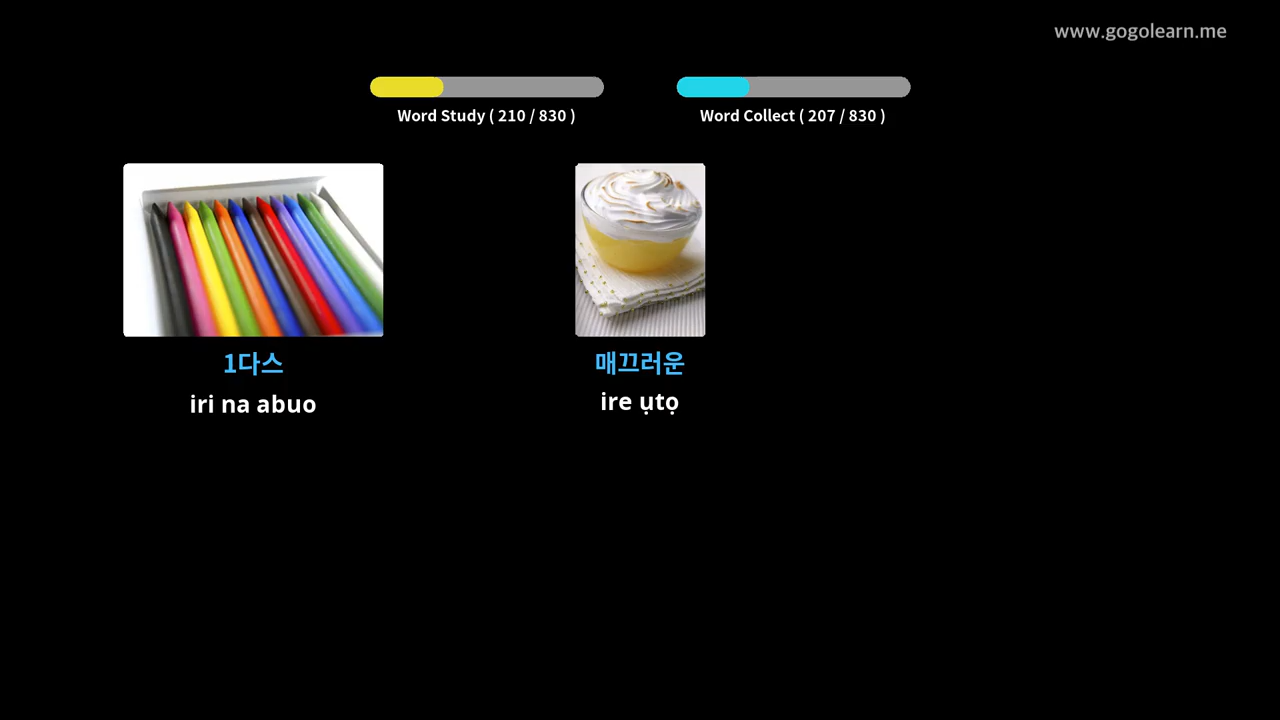 www.gogolearn.me
Word Study ( 210 / 830 )
Word Collect ( 207 / 830 )
1다스
iri na abuo
매끄러운
ire ụtọ